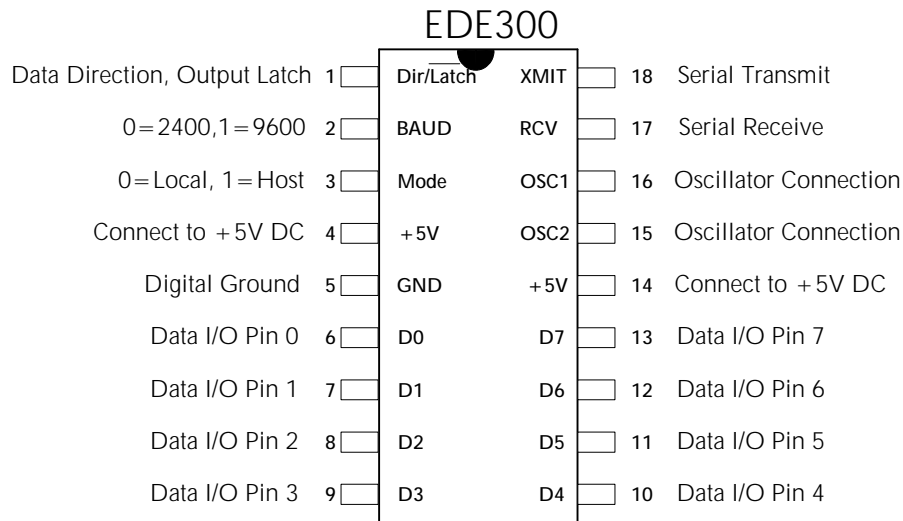 EDE300
Data Direction, Output Latch 1 Dir/Latch XMIT 18 Serial Transmit
0=2400,1=9600 2 BAUD RCV 17 Serial Receive
0=Local, 1=Host 3 Mode OSC1 16 Oscillator Connection
Connect to +5V DC 4 +5V OSC2 15 Oscillator Connection
Digital Ground 5 GND +5V 14 Connect to +5V DC
Data I/O Pin 0 6 D0 D7 13 Data I/O Pin 7
Data I/O Pin 1 7 D1 D6 12 Data I/O Pin 6
Data I/O Pin 2 8 D2 D5 11 Data I/O Pin 5
Data I/O Pin 3 9 D3 D4 10 Data I/O Pin 4